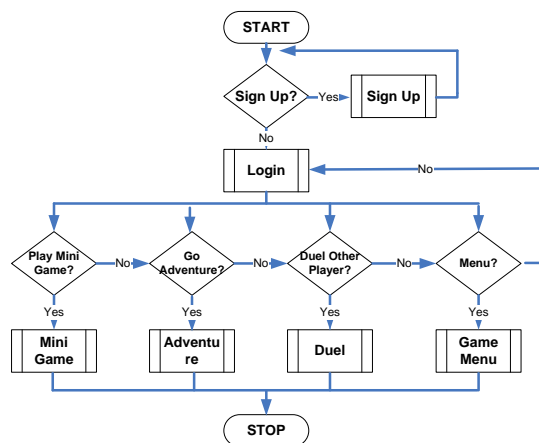 START
Sign Up?
Yes
Sign Up
No
Login
No
Play Mini
Game?
No
Go
Adventure?
No
Duel Other
Player?
No
Menu?
Yes
Yes
Yes
Yes
Mini
Game
Adventu
re
Duel
Game
Menu
STOP